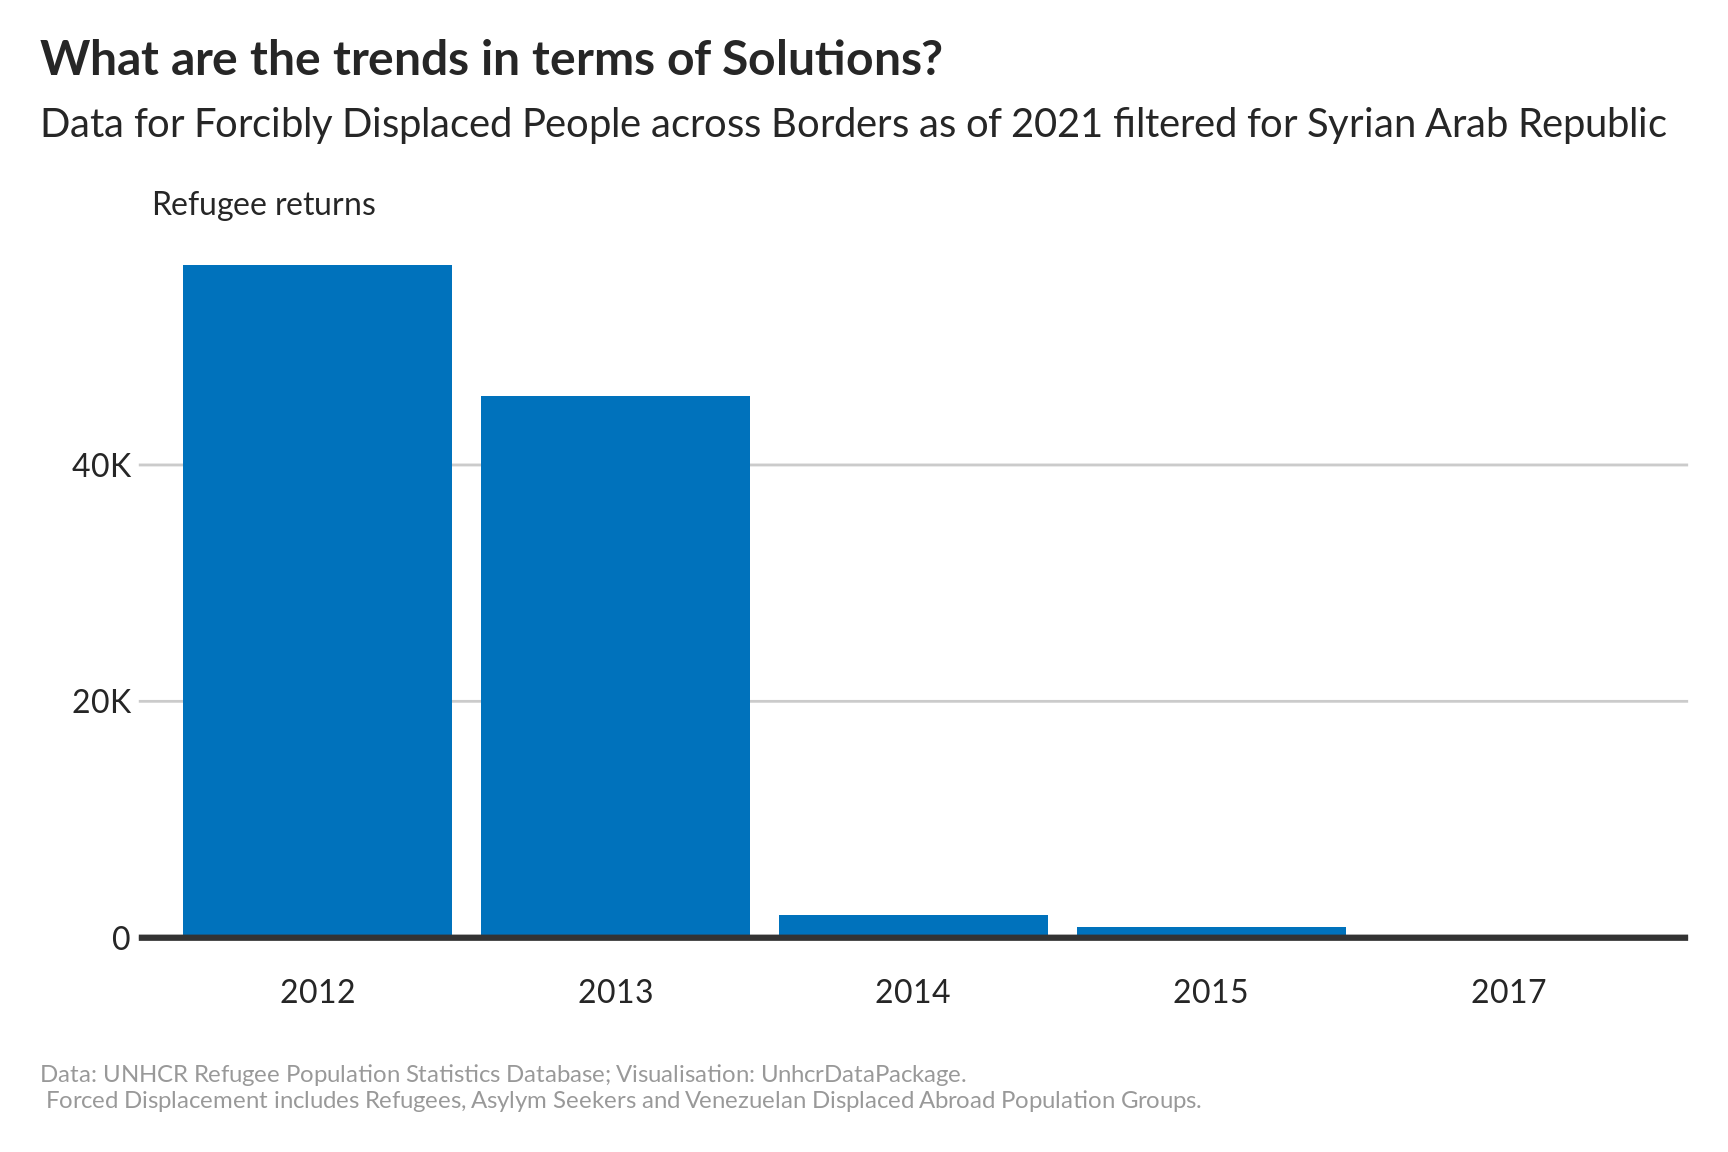 What are the trends in terms of Solutions?
Data for Forcibly Displaced People across Borders as of 2021 filtered for Syrian Arab Republic
Refugee returns
40K
20K
0
2012 2013 2014 2015 2017
Data: UNHCR Refugee Population Statistics Database; Visualisation: UnhcrDataPackage.
Forced Displacement includes Refugees, Asylym Seekers and Venezuelan Displaced Abroad Population Groups.